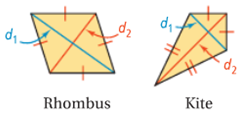 d₁ d₂ d₁ d₂
Rhombus Kite